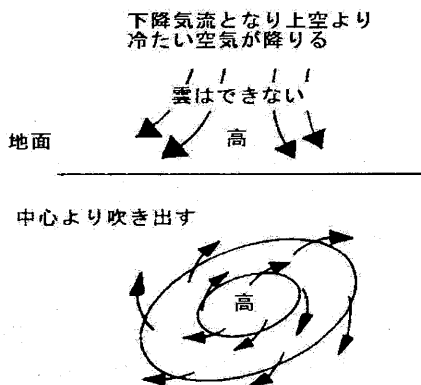 下降気流となり上空より
冷たい空気が降りる
雲はできない
高
地面
中心より吹き出す
高